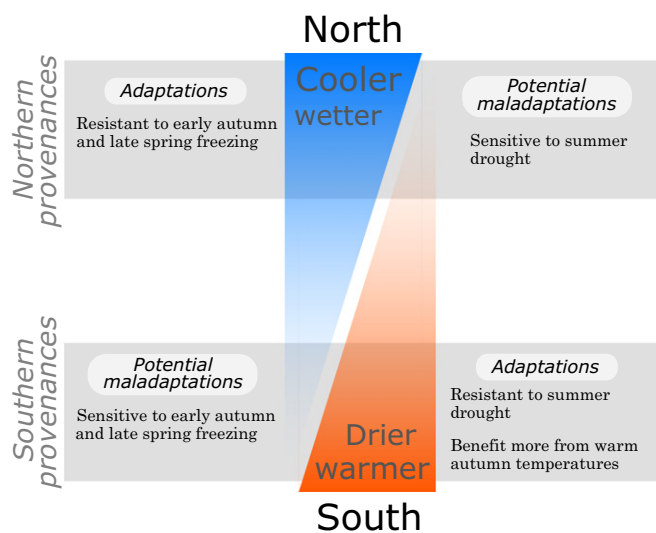 North
Northern
provenances
Adaptations
Resistant to early autumn
and late spring freezing
Cooler
wetter
Potential
maladaptations
Sensitive to summer
drought
Southern
provenances
Potential
maladaptations
Sensitive to early autumn
and late spring freezing
Drier
warmer
Adaptations
Resistant to summer
drought
Benefit more from warm
autumn temperatures
South